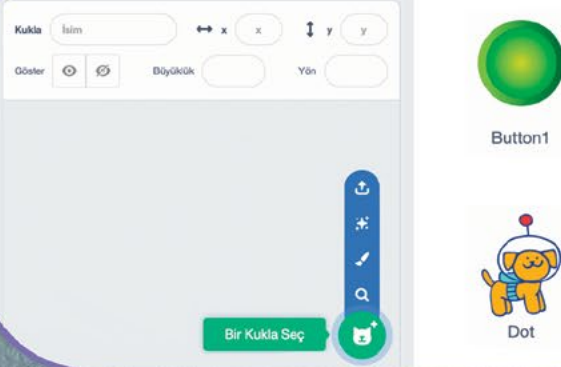 Kukla İsim x x y y
Göster Büyüklük Yön
Bir Kukla Seç
Button1
Dot